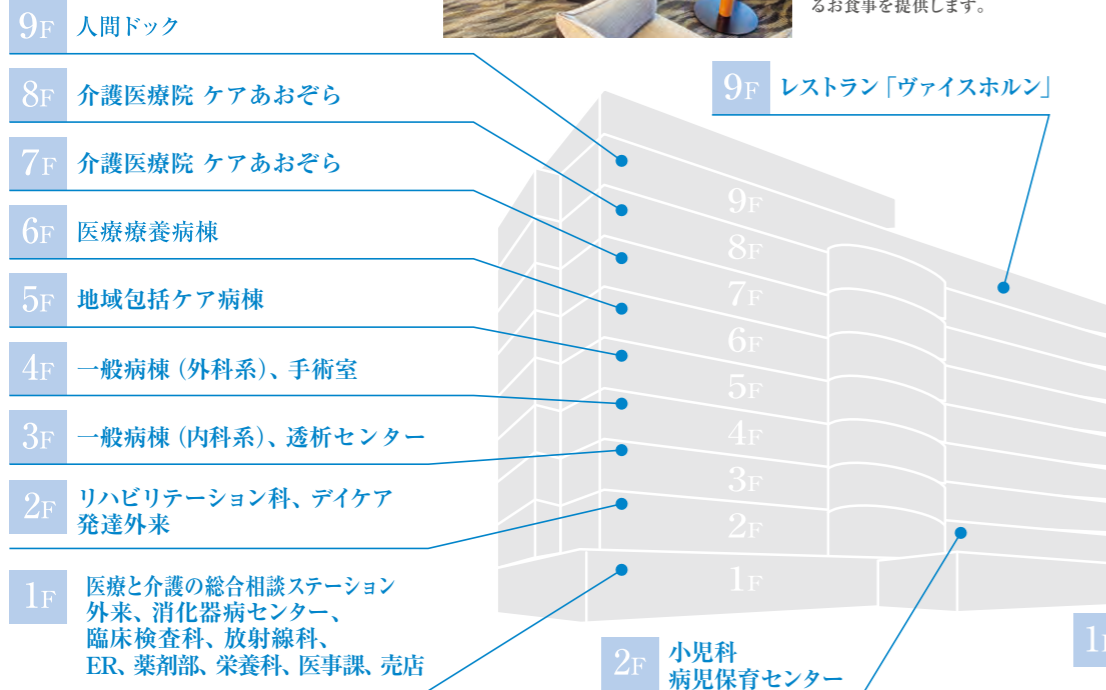 るお食事を提供します。
9F 人間ドック
8F 介護医療院 ケアあおぞら
7F 介護医療院 ケアあおぞら
6F 医療療養病棟
5F 地域包括ケア病棟
4F 一般病棟（外科系）、手術室
3F 一般病棟（内科系）、透析センター
2F リハビリテーション科、デイケア
発達外来
1F 医療と介護の総合相談ステーション
外来、消化器病センター、
臨床検査科、放射線科、
ER、薬剤部、栄養科、医事課、売店
9F レストラン「ヴァイスホルン」
9F
8F
7F
6F
5F
4F
3F
2F
1F
2F 小児科
病児保育センター